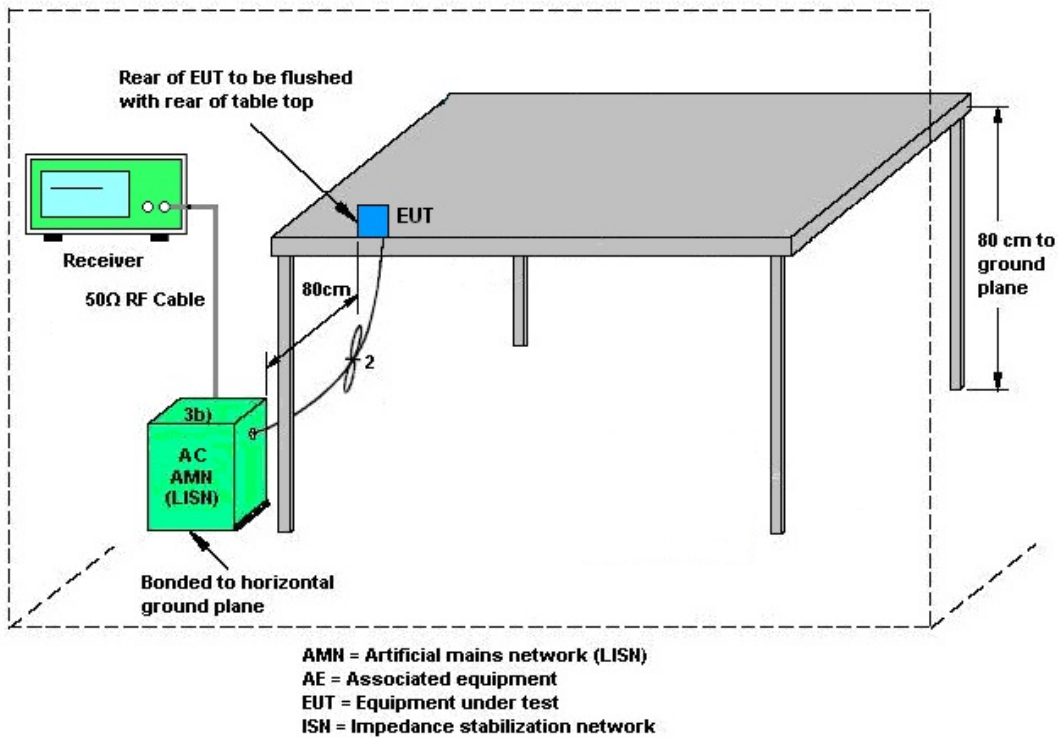 Rear of EUT to be flushed
with rear of table top
EUT
Receiver
50Ω RF Cable
80cm
2
80 cm to
ground
plane
3b)
AC
AMN
(LISN)
Bonded to horizontal
ground plane
AMN = Artificial mains network (LISN)
AE = Associated equipment
EUT = Equipment under test
ISN = Impedance stabilization network